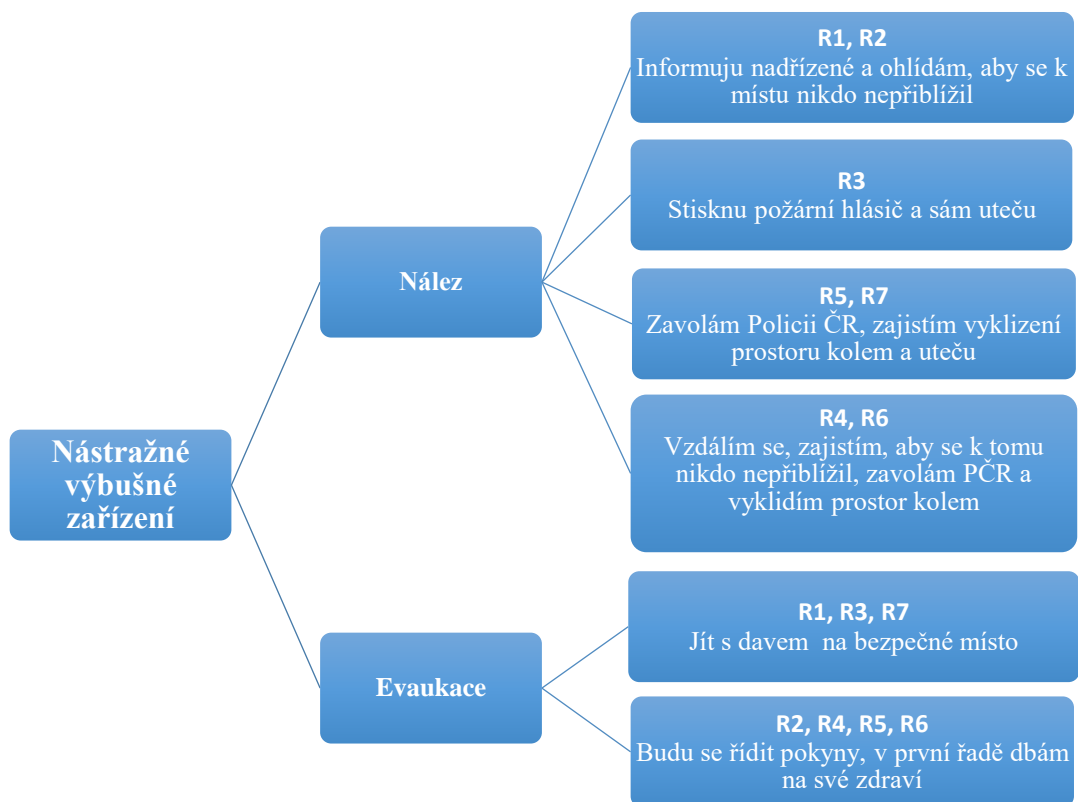 R1, R2
Informuju nadřízené a ohlídám, aby se k
místu nikdo nepřiblížil
R3
Stisknu požární hlásič a sám uteču
Nález
R5, R7
Zavolám Policii ČR, zajistím vyklizení
prostoru kolem a uteču
R4, R6
Vzdálím se, zajistím, aby se k tomu
nikdo nepřiblížil, zavolám PČR a
vyklidím prostor kolem
Nástražné
výbušné
zařízení
R1, R3, R7
Jít s davem na bezpečné místo
Evaukace
R2, R4, R5, R6
Budu se řídit pokyny, v první řadě dbám
na své zdraví